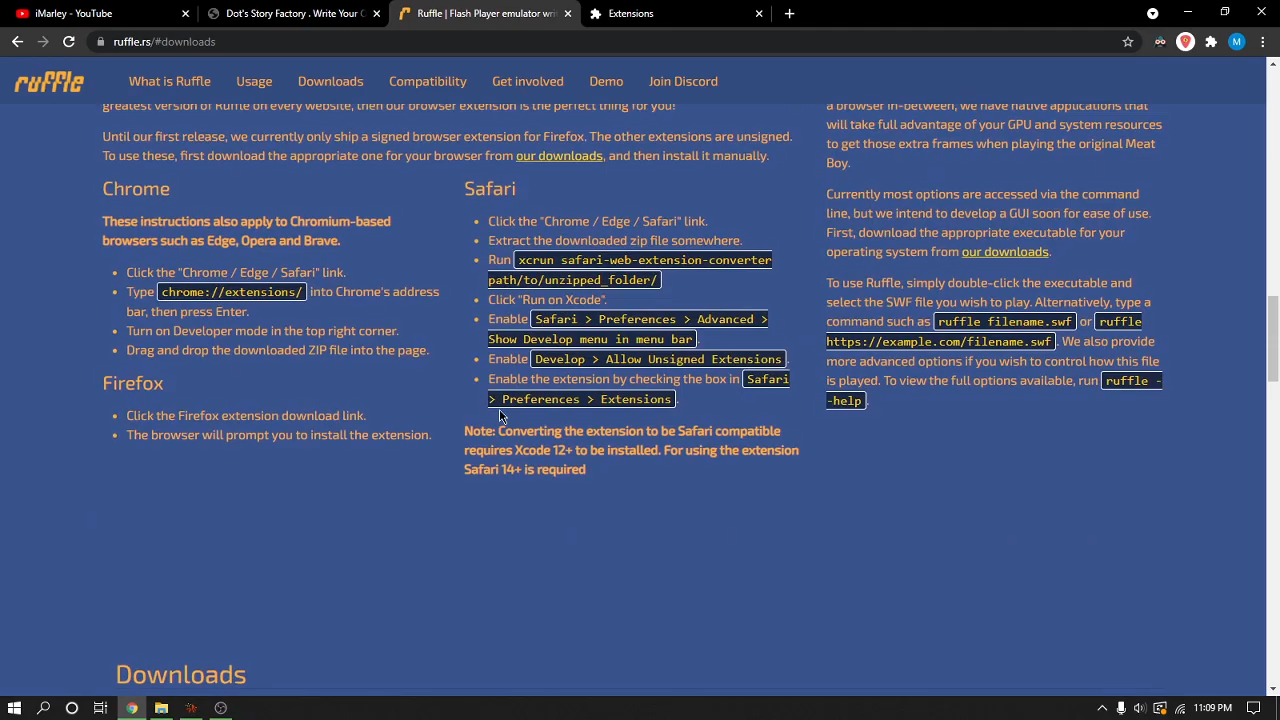 iMarley - YouTube
Dot's Story Factory . Write Your O
Ruffle | Flash Player emulator wri
Extensions
ruffle.rs/#downloads
M
ruffle
What is Ruffle
Usage
Downloads
Compatibility
Get involved
Demo
Join Discord
greatest version of Ruffle on every website, then our browser extension is the perfect thing for you!
Until our first release, we currently only ship a signed browser extension for Firefox. The other extensions are unsigned.
To use these, first download the appropriate one for your browser from our downloads, and then install it manually.
Chrome
These instructions also apply to Chromium-based
browsers such as Edge, Opera and Brave.
• Click the "Chrome / Edge / Safari" link.
• Type chrome://extensions/ into Chrome's address
bar, then press Enter.
• Turn on Developer mode in the top right corner.
• Drag and drop the downloaded ZIP file into the page.
Firefox
• Click the Firefox extension download link.
• The browser will prompt you to install the extension.
Safari
• Click the "Chrome / Edge / Safari" link.
• Extract the downloaded zip file somewhere.
• Run xcrun safari-web-extension-converter
path/to/unzipped_folder/
• Click "Run on Xcode".
• Enable Safari > Preferences > Advanced >
Show Develop menu in menu bar.
• Enable Develop > Allow Unsigned Extensions.
• Enable the extension by checking the box in Safari
> Preferences > Extensions.
Note: Converting the extension to be Safari compatible
requires Xcode 12+ to be installed. For using the extension
Safari 14+ is required
a browser in-between, we have native applications that
will take full advantage of your GPU and system resources
to get those extra frames when playing the original Meat
Boy.
Currently most options are accessed via the command
line, but we intend to develop a GUI soon for ease of use.
First, download the appropriate executable for your
operating system from our downloads.
To use Ruffle, simply double-click the executable and
select the SWF file you wish to play. Alternatively, type a
command such as ruffle filename.swf or ruffle
https://example.com/filename.swf. We also provide
more advanced options if you wish to control how this file
is played. To view the full options available, run ruffle -
-help.
Downloads
11:09 PM